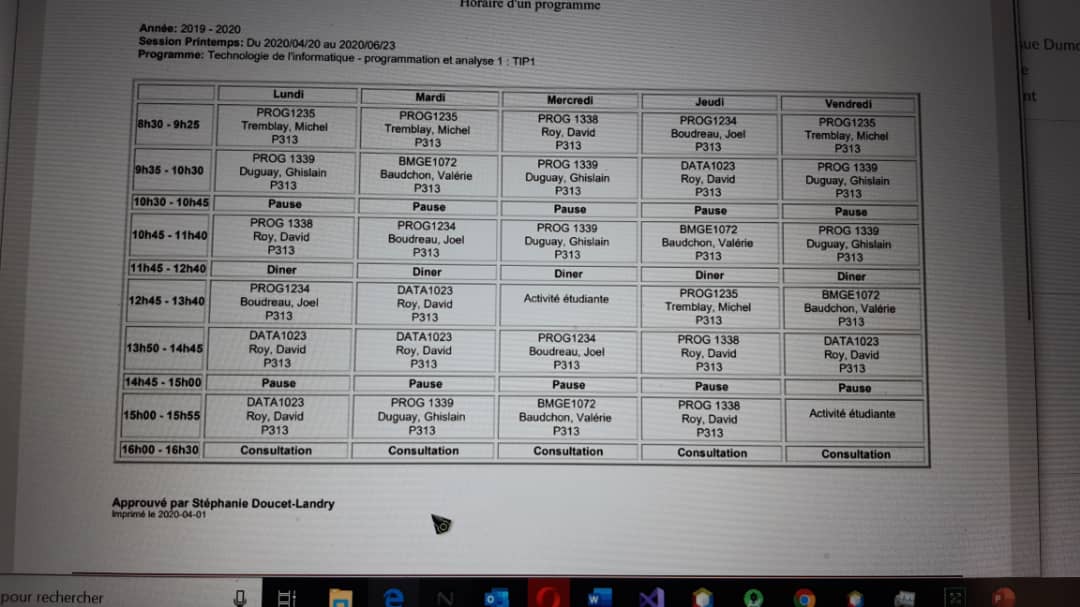 Horaire d'un programme
Année: 2019 - 2020
Session Printemps: Du 2020/04/20 au 2020/06/23
Programme: Technologie de l'informatique - programmation et analyse 1 : TIP1
Lundi Mardi Mercredi Jeudi Vendredi
8h30 - 9h25
PROG1235 PROG1235 PROG 1338 PROG1234 PROG1235
Tremblay, Michel Tremblay, Michel Roy, David Boudreau, Joel Tremblay, Michel
P313 P313 P313 P313 P313
9h35 - 10h30
PROG 1339 BMGE1072 PROG 1339 DATA1023 PROG 1339
Duguay, Ghislain Baudchon, Valérie Duguay, Ghislain Roy, David Duguay, Ghislain
P313 P313 P313 P313 P313
10h30 - 10h45 Pause Pause Pause Pause Pause
10h45 - 11h40
PROG 1338 PROG1234 PROG 1339 BMGE1072 PROG 1339
Roy, David Boudreau, Joel Duguay, Ghislain Baudchon, Valérie Duguay, Ghislain
P313 P313 P313 P313 P313
11h45 - 12h40 Diner Diner Diner Diner Diner
12h45 - 13h40
PROG1234 DATA1023 Activité étudiante PROG1235 BMGE1072
Boudreau, Joel Roy, David Tremblay, Michel Baudchon, Valérie
P313 P313 P313 P313
13h50 - 14h45
DATA1023 DATA1023 PROG1234 PROG 1338 DATA1023
Roy, David Roy, David Boudreau, Joel Roy, David Roy, David
P313 P313 P313 P313 P313
14h45 - 15h00 Pause Pause Pause Pause Pause
15h00 - 15h55
DATA1023 PROG 1339 BMGE1072 PROG 1338 Activité étudiante
Roy, David Duguay, Ghislain Baudchon, Valérie Roy, David
P313 P313 P313 P313
16h00 - 16h30 Consultation Consultation Consultation Consultation Consultation
Approuvé par Stéphanie Doucet-Landry
Imprimé le 2020-04-01
pour rechercher